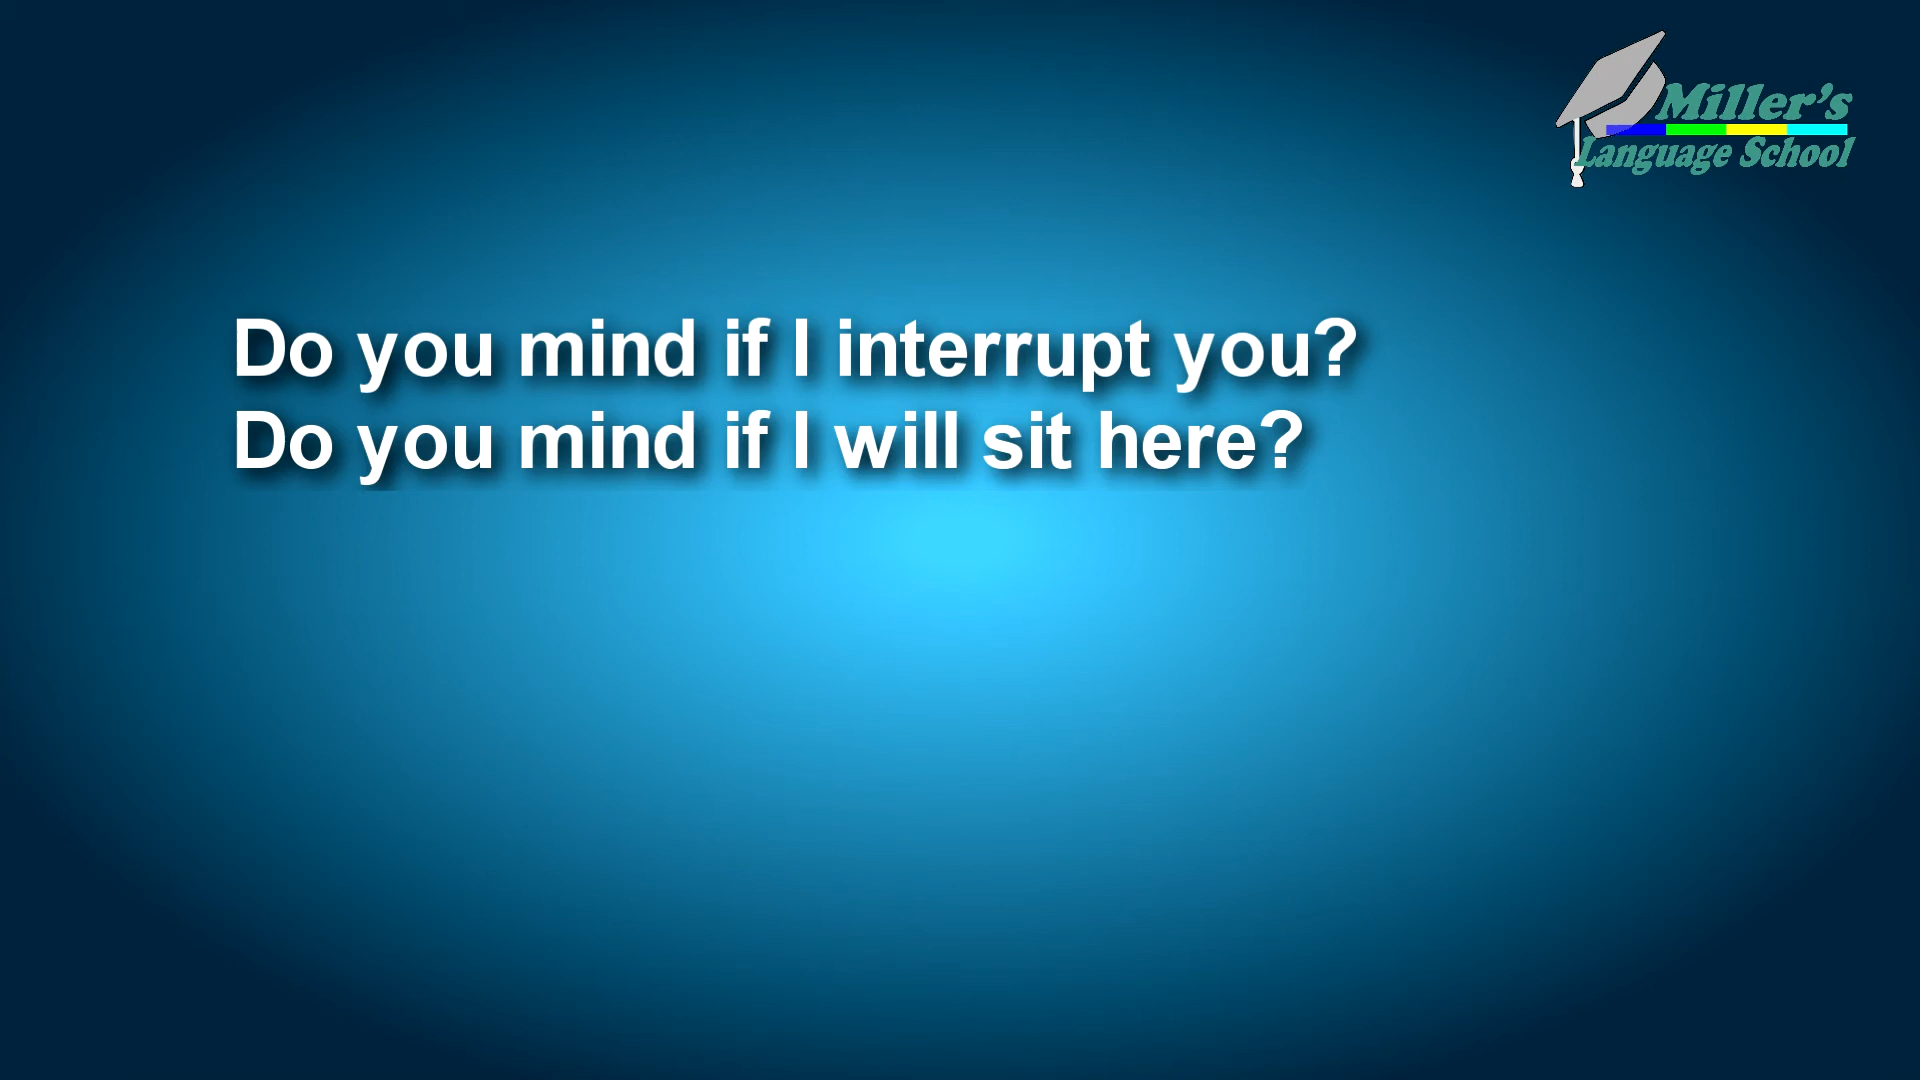 Miller's
Language School
Do you mind if I interrupt you?
Do you mind if I will sit here?